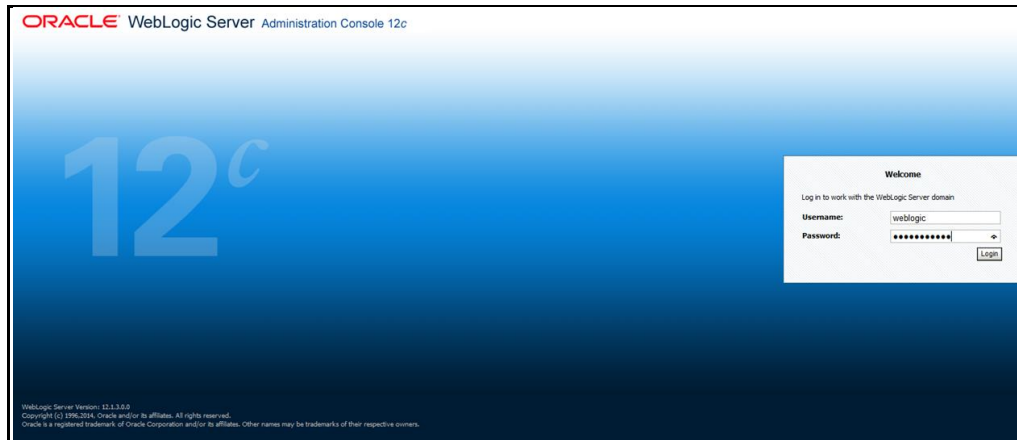 ORACLE WebLogic Server Administration Console 12c
12c
Welcome
Log in to work with the WebLogic Server domain
Username: weblogic
Password: •••••••••••
Login
WebLogic Server Version: 12.1.3.0.0
Copyright (c) 1996,2014, Oracle and/or its affiliates. All rights reserved.
Oracle is a registered trademark of Oracle Corporation and/or its affiliates. Other names may be trademarks of their respective owners.